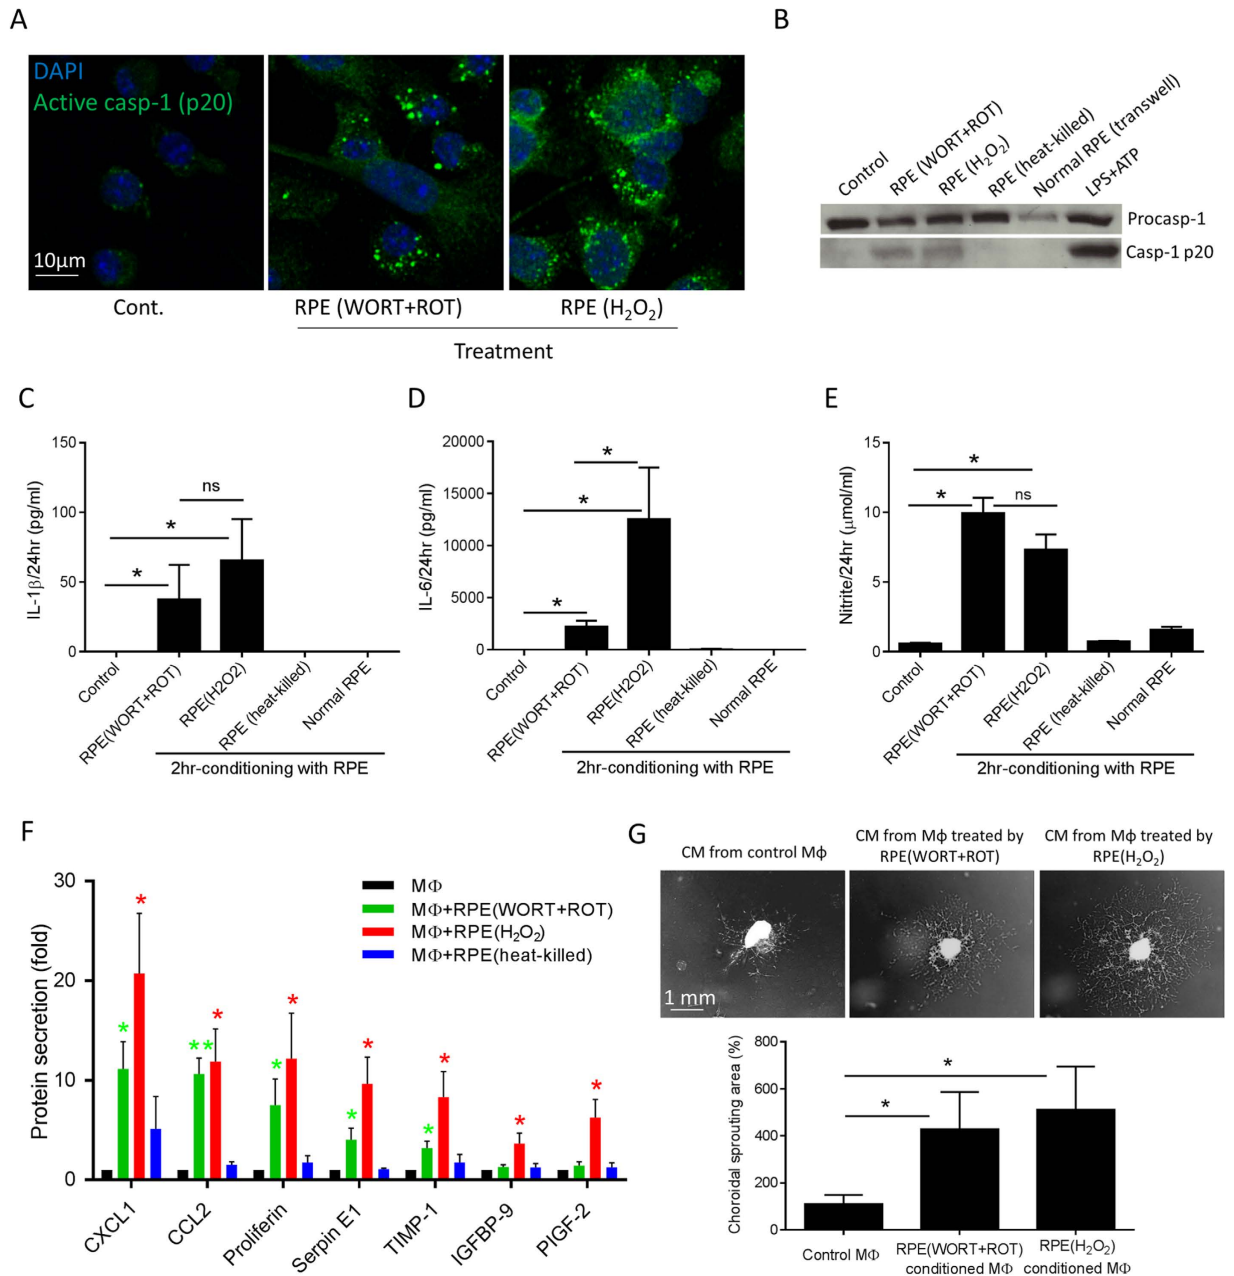 A
DAPI
Active casp-1 (p20)
10μm
Cont.
RPE (WORT+ROT)
RPE (H₂O₂)
Treatment
B
Control
RPE (WORT+ROT)
RPE (H₂O₂)
RPE (heat-killed)
Normal RPE (transwell)
LPS+ATP
Procasp-1
Casp-1 p20
C
IL-1β/24hr (pg/ml)
150
100
50
0
ns
*
*
Control
RPE(WORT+ROT)
RPE(H2O2)
RPE (heat-killed)
Normal RPE
2hr-conditioning with RPE
D
IL-6/24hr (pg/ml)
20000
15000
10000
5000
0
*
*
*
Control
RPE(WORT+ROT)
RPE(H2O2)
RPE (heat-killed)
Normal RPE
2hr-conditioning with RPE
E
Nitrite/24hr (μmol/ml)
15
10
5
0
*
*
ns
Control
RPE(WORT+ROT)
RPE(H2O2)
RPE (heat-killed)
Normal RPE
2hr-conditioning with RPE
F
Protein secretion (fold)
30
20
10
0
MΦ
MΦ+RPE(WORT+ROT)
MΦ+RPE(H₂O₂)
MΦ+RPE(heat-killed)
* * ** * * * * * * * * *
CXCL1
CCL2
Proliferin
Serpin E1
TIMP-1
IGFBP-9
PIGF-2
G
CM from control Mϕ
CM from Mϕ treated by
RPE(WORT+ROT)
CM from Mϕ treated by
RPE(H₂O₂)
1 mm
Choroidal sprouting area (%)
800
600
400
200
0
*
*
Control MΦ
RPE(WORT+ROT)
conditioned MΦ
RPE(H₂O₂)
conditioned MΦ